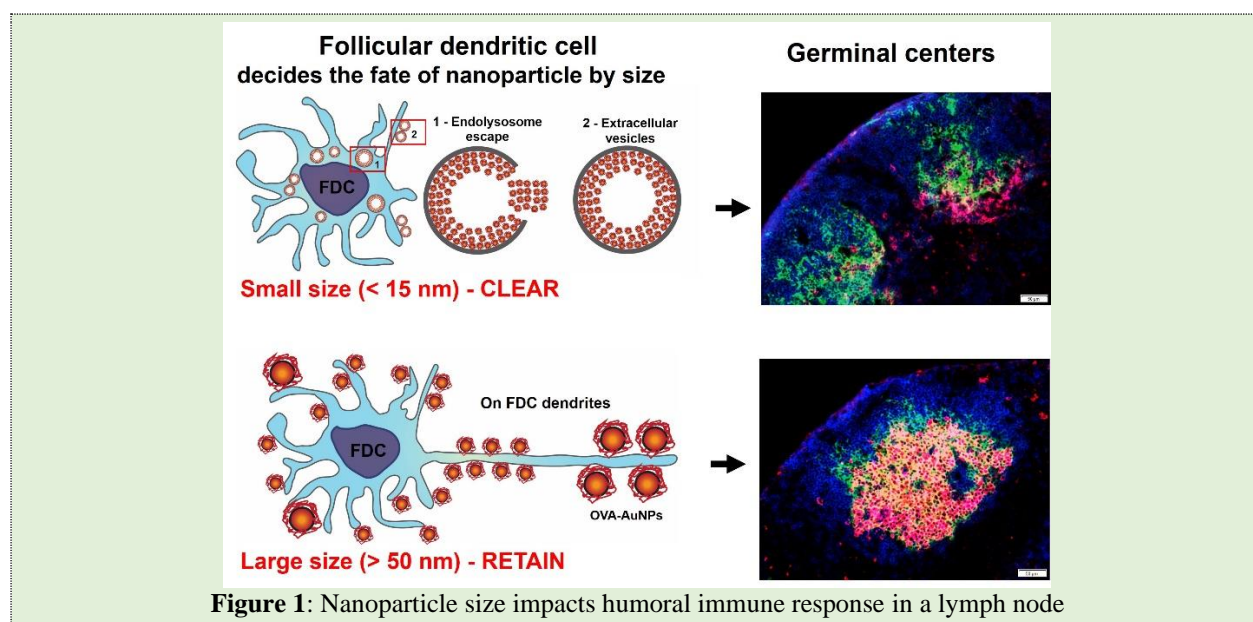 Follicular dendritic cell
decides the fate of nanoparticle by size
Germinal centers
1 - Endolysosome
escape
2 - Extracellular
vesicles
2
1
FDC
Small size (< 15 nm) - CLEAR
On FDC dendrites
FDC
OVA-AuNPs
Large size (> 50 nm) - RETAIN
Figure 1: Nanoparticle size impacts humoral immune response in a lymph node